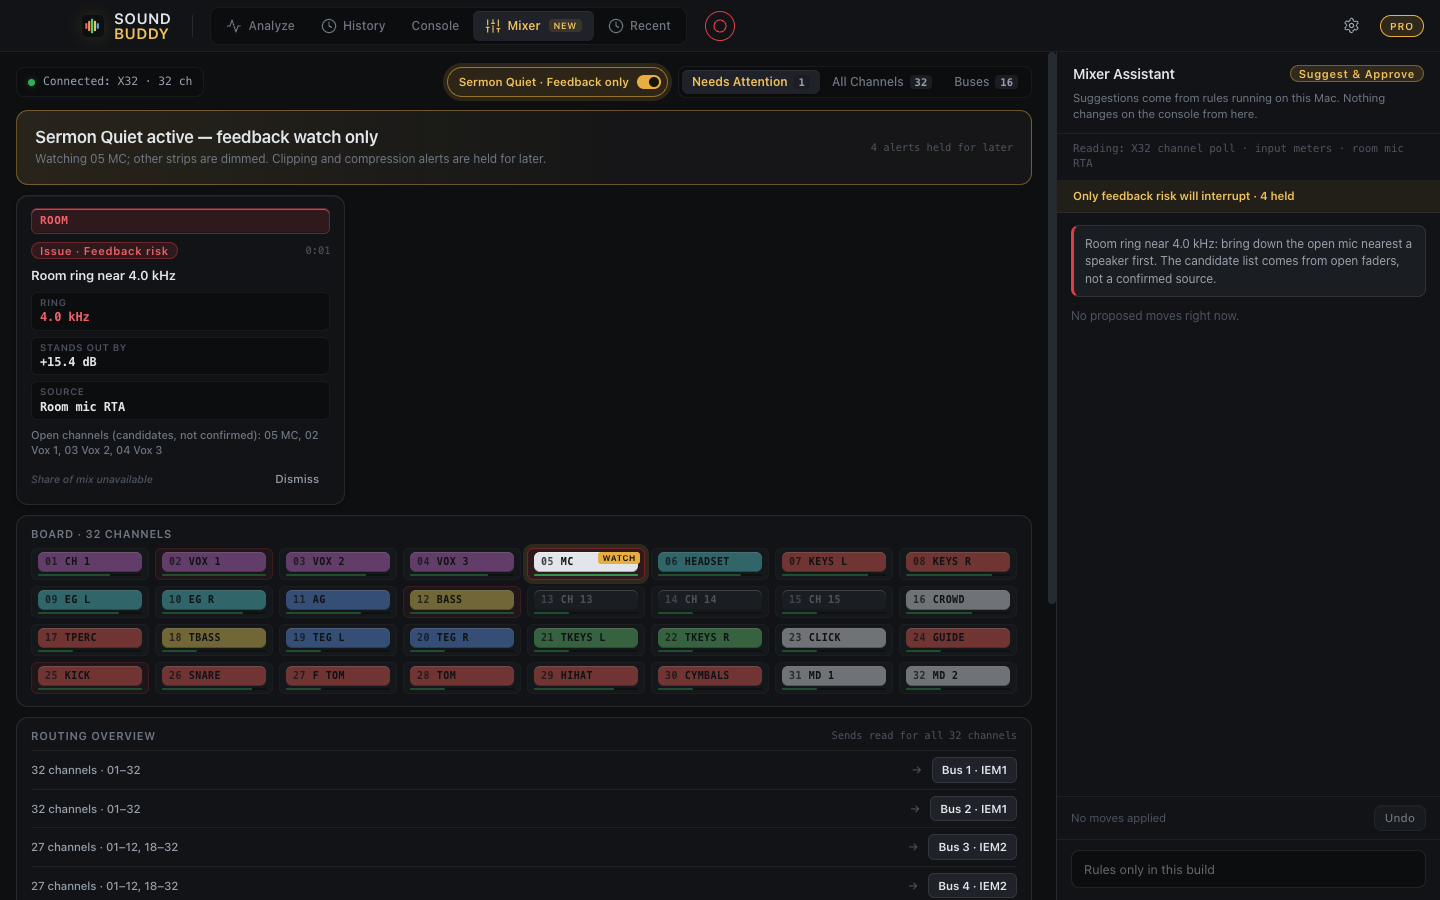 SOUND
BUDDY
Analyze
History
Console
Mixer NEW
Recent
PRO
Connected: X32 · 32 ch
Sermon Quiet · Feedback only
Needs Attention 1
All Channels 32
Buses 16
Sermon Quiet active — feedback watch only
Watching 05 MC; other strips are dimmed. Clipping and compression alerts are held for later.
4 alerts held for later
ROOM
Issue · Feedback risk
0:01
Room ring near 4.0 kHz
RING
4.0 kHz
STANDS OUT BY
+15.4 dB
SOURCE
Room mic RTA
Open channels (candidates, not confirmed): 05 MC, 02
Vox 1, 03 Vox 2, 04 Vox 3
Share of mix unavailable
Dismiss
BOARD · 32 CHANNELS
01 CH 1
02 VOX 1
03 VOX 2
04 VOX 3
05 MC WATCH
06 HEADSET
07 KEYS L
08 KEYS R
09 EG L
10 EG R
11 AG
12 BASS
13 CH 13
14 CH 14
15 CH 15
16 CROWD
17 TPERC
18 TBASS
19 TEG L
20 TEG R
21 TKEYS L
22 TKEYS R
23 CLICK
24 GUIDE
25 KICK
26 SNARE
27 F TOM
28 TOM
29 HIHAT
30 CYMBALS
31 MD 1
32 MD 2
ROUTING OVERVIEW
Sends read for all 32 channels
32 channels · 01–32 → Bus 1 · IEM1
32 channels · 01–32 → Bus 2 · IEM1
27 channels · 01–12, 18–32 → Bus 3 · IEM2
27 channels · 01–12, 18–32 → Bus 4 · IEM2
Mixer Assistant
Suggest & Approve
Suggestions come from rules running on this Mac. Nothing
changes on the console from here.
Reading: X32 channel poll · input meters · room mic
RTA
Only feedback risk will interrupt · 4 held
Room ring near 4.0 kHz: bring down the open mic nearest a
speaker first. The candidate list comes from open faders,
not a confirmed source.
No proposed moves right now.
No moves applied
Undo
Rules only in this build